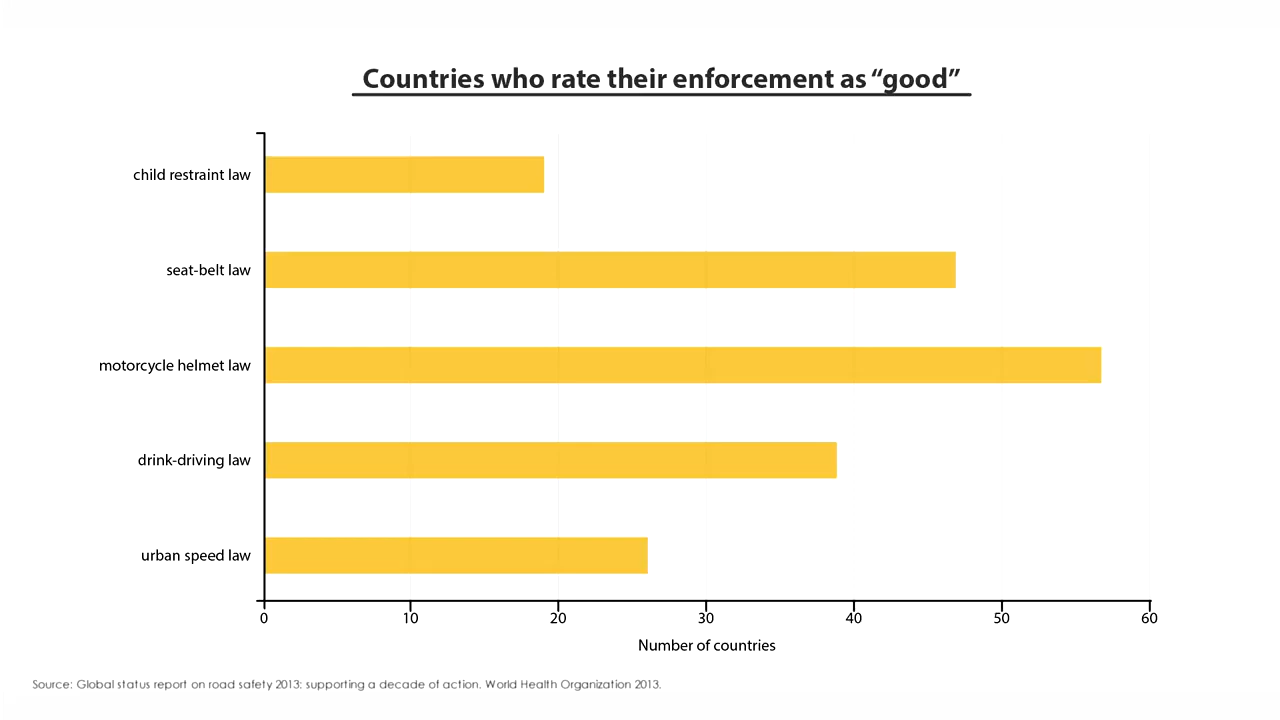 Countries who rate their enforcement as “good”
child restraint law
seat-belt law
motorcycle helmet law
drink-driving law
urban speed law
0 10 20 30 40 50 60
Number of countries
Source: Global status report on road safety 2013: supporting a decade of action. World Health Organization 2013.